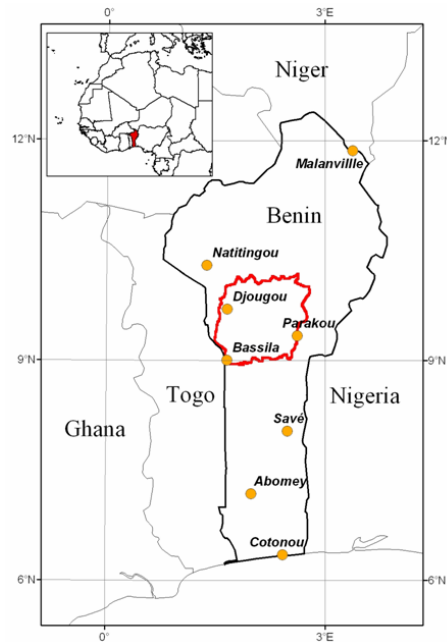 0°
3°E
Niger
12°N
12°N
Malanvillle
Benin
Natitingou
Djougou
Parakou
9°N
Bassila
9°N
Togo
Nigeria
Savé
Ghana
Abomey
Cotonou
6°N
6°N
0°
3°E